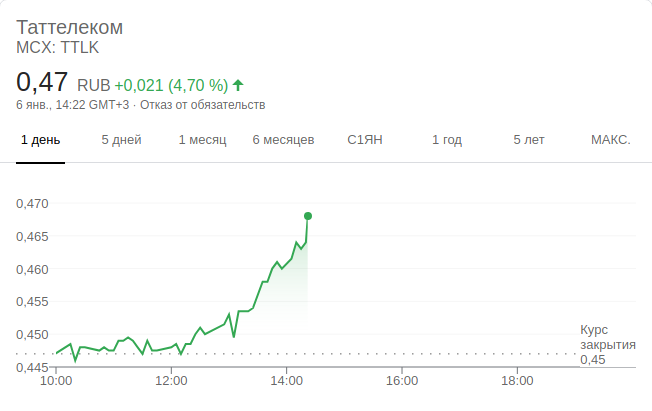 Таттелеком
MCX: TTLK
0,47 RUB +0,021 (4,70 %)
6 янв., 14:22 GMT+3 · Отказ от обязательств
1 день 5 дней 1 месяц 6 месяцев С1ЯН 1 год 5 лет МАКС.
0,470
0,465
0,460
0,455
0,450
0,445
Курс
закрытия
0,45
10:00 12:00 14:00 16:00 18:00